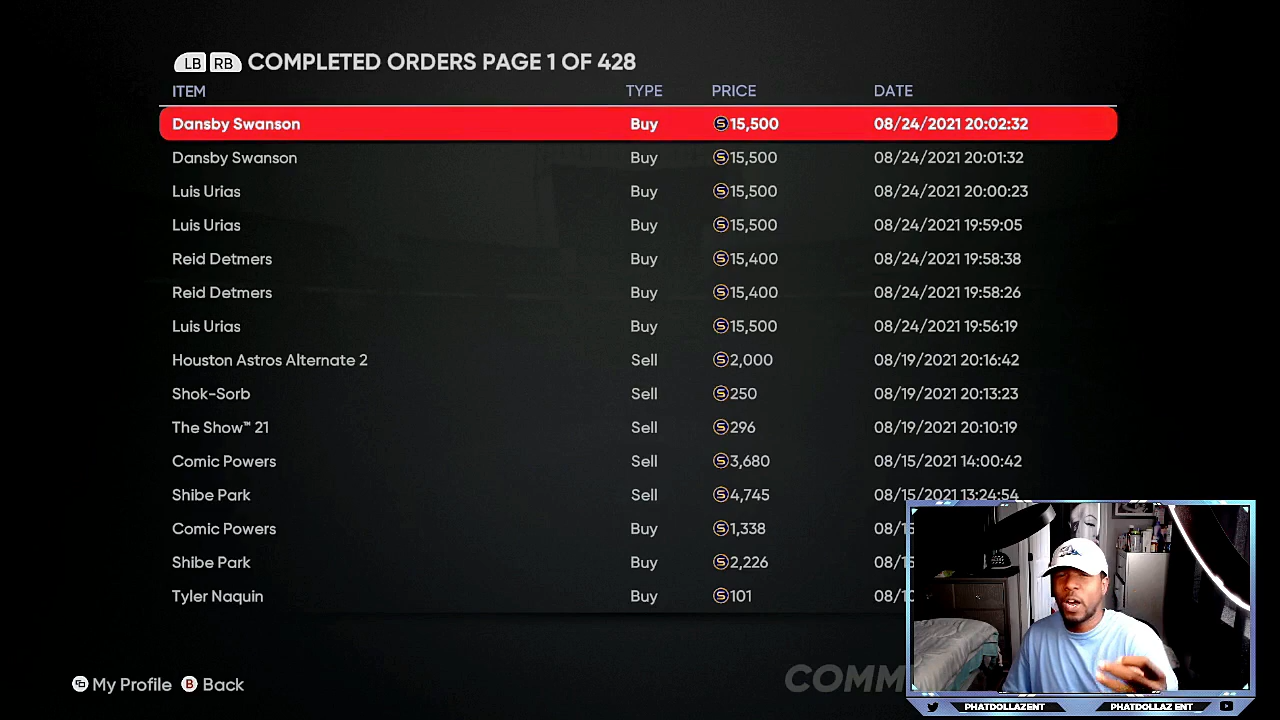 LB RB COMPLETED ORDERS PAGE 1 OF 428
ITEM TYPE PRICE DATE
Dansby Swanson Buy 15,500 08/24/2021 20:02:32
Dansby Swanson Buy 15,500 08/24/2021 20:01:32
Luis Urias Buy 15,500 08/24/2021 20:00:23
Luis Urias Buy 15,500 08/24/2021 19:59:05
Reid Detmers Buy 15,400 08/24/2021 19:58:38
Reid Detmers Buy 15,400 08/24/2021 19:58:26
Luis Urias Buy 15,500 08/24/2021 19:56:19
Houston Astros Alternate 2 Sell 2,000 08/19/2021 20:16:42
Shok-Sorb Sell 250 08/19/2021 20:13:23
The Show™ 21 Sell 296 08/19/2021 20:10:19
Comic Powers Sell 3,680 08/15/2021 14:00:42
Shibe Park Sell 4,745 08/15/2021 13:24:54
Comic Powers Buy 1,338 08/15
Shibe Park Buy 2,226 08/15
Tyler Naquin Buy 101 08/10
My Profile B Back COMM
PHATDOLLAZENT PHATDOLLAZ ENT